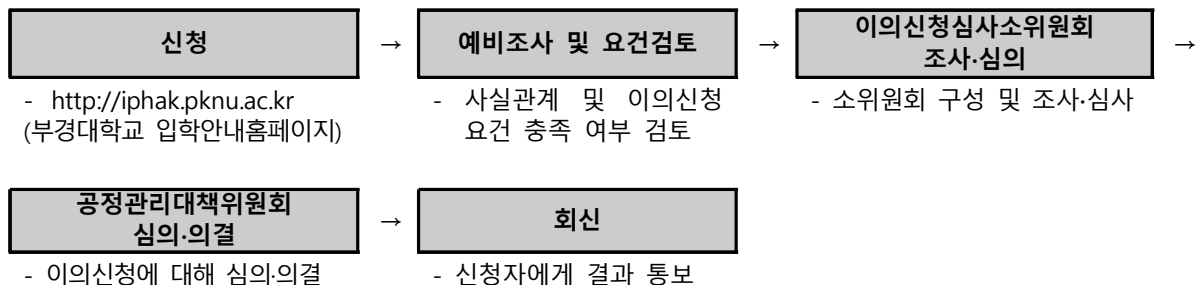 신청 → 예비조사 및 요건검토 → 이의신청심사소위원회
조사·심의 →
- http://iphak.pknu.ac.kr
(부경대학교 입학안내홈페이지)
- 사실관계 및 이의신청
요건 충족 여부 검토
- 소위원회 구성 및 조사·심사
공정관리대책위원회
심의·의결 → 회신
- 이의신청에 대해 심의·의결
- 신청자에게 결과 통보